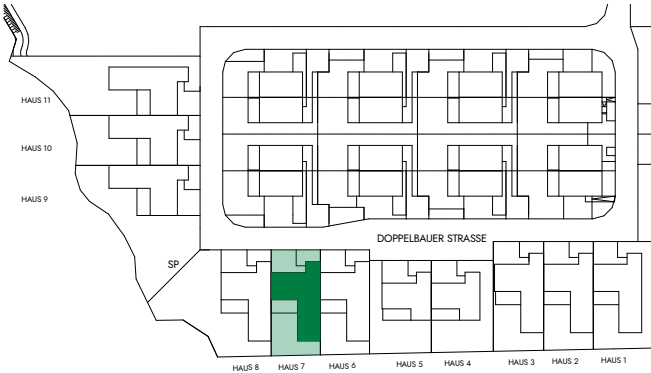 HAUS 11
HAUS 10
HAUS 9
DOPPELBAUER STRASSE
SP
HAUS 8 HAUS 7 HAUS 6 HAUS 5 HAUS 4 HAUS 3 HAUS 2 HAUS 1